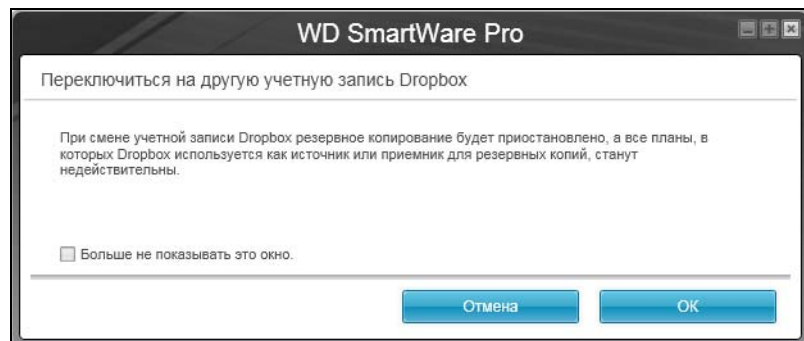 WD SmartWare Pro
Переключиться на другую учетную запись Dropbox
При смене учетной записи Dropbox резервное копирование будет приостановлено, а все планы, в
которых Dropbox используется как источник или приемник для резервных копий, станут
недействительны.
Больше не показывать это окно.
Отмена
ОК